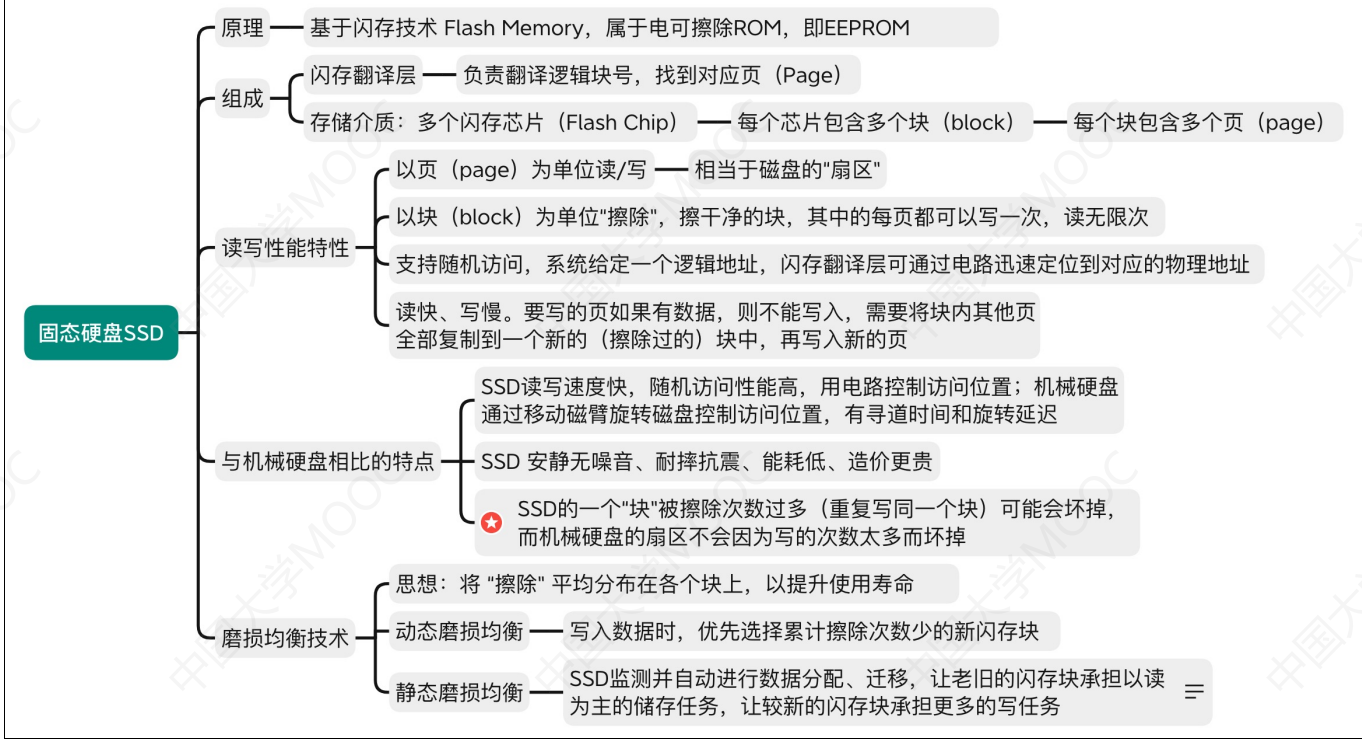 固态硬盘SSD
原理
基于闪存技术 Flash Memory，属于电可擦除ROM，即EEPROM
组成
闪存翻译层
负责翻译逻辑块号，找到对应页（Page）
存储介质：多个闪存芯片（Flash Chip）
每个芯片包含多个块（block）
每个块包含多个页（page）
读写性能特性
以页（page）为单位读/写
相当于磁盘的"扇区"
以块（block）为单位"擦除"，擦干净的块，其中的每页都可以写一次，读无限次
支持随机访问，系统给定一个逻辑地址，闪存翻译层可通过电路迅速定位到对应的物理地址
读快、写慢。要写的页如果有数据，则不能写入，需要将块内其他页
全部复制到一个新的（擦除过的）块中，再写入新的页
与机械硬盘相比的特点
SSD读写速度快，随机访问性能高，用电路控制访问位置；机械硬盘
通过移动磁臂旋转磁盘控制访问位置，有寻道时间和旋转延迟
SSD 安静无噪音、耐摔抗震、能耗低、造价更贵
SSD的一个"块"被擦除次数过多（重复写同一个块）可能会坏掉，
而机械硬盘的扇区不会因为写的次数太多而坏掉
磨损均衡技术
思想：将 "擦除" 平均分布在各个块上，以提升使用寿命
动态磨损均衡
写入数据时，优先选择累计擦除次数少的新闪存块
静态磨损均衡
SSD监测并自动进行数据分配、迁移，让老旧的闪存块承担以读
为主的储存任务，让较新的闪存块承担更多的写任务
中国大学MOOC